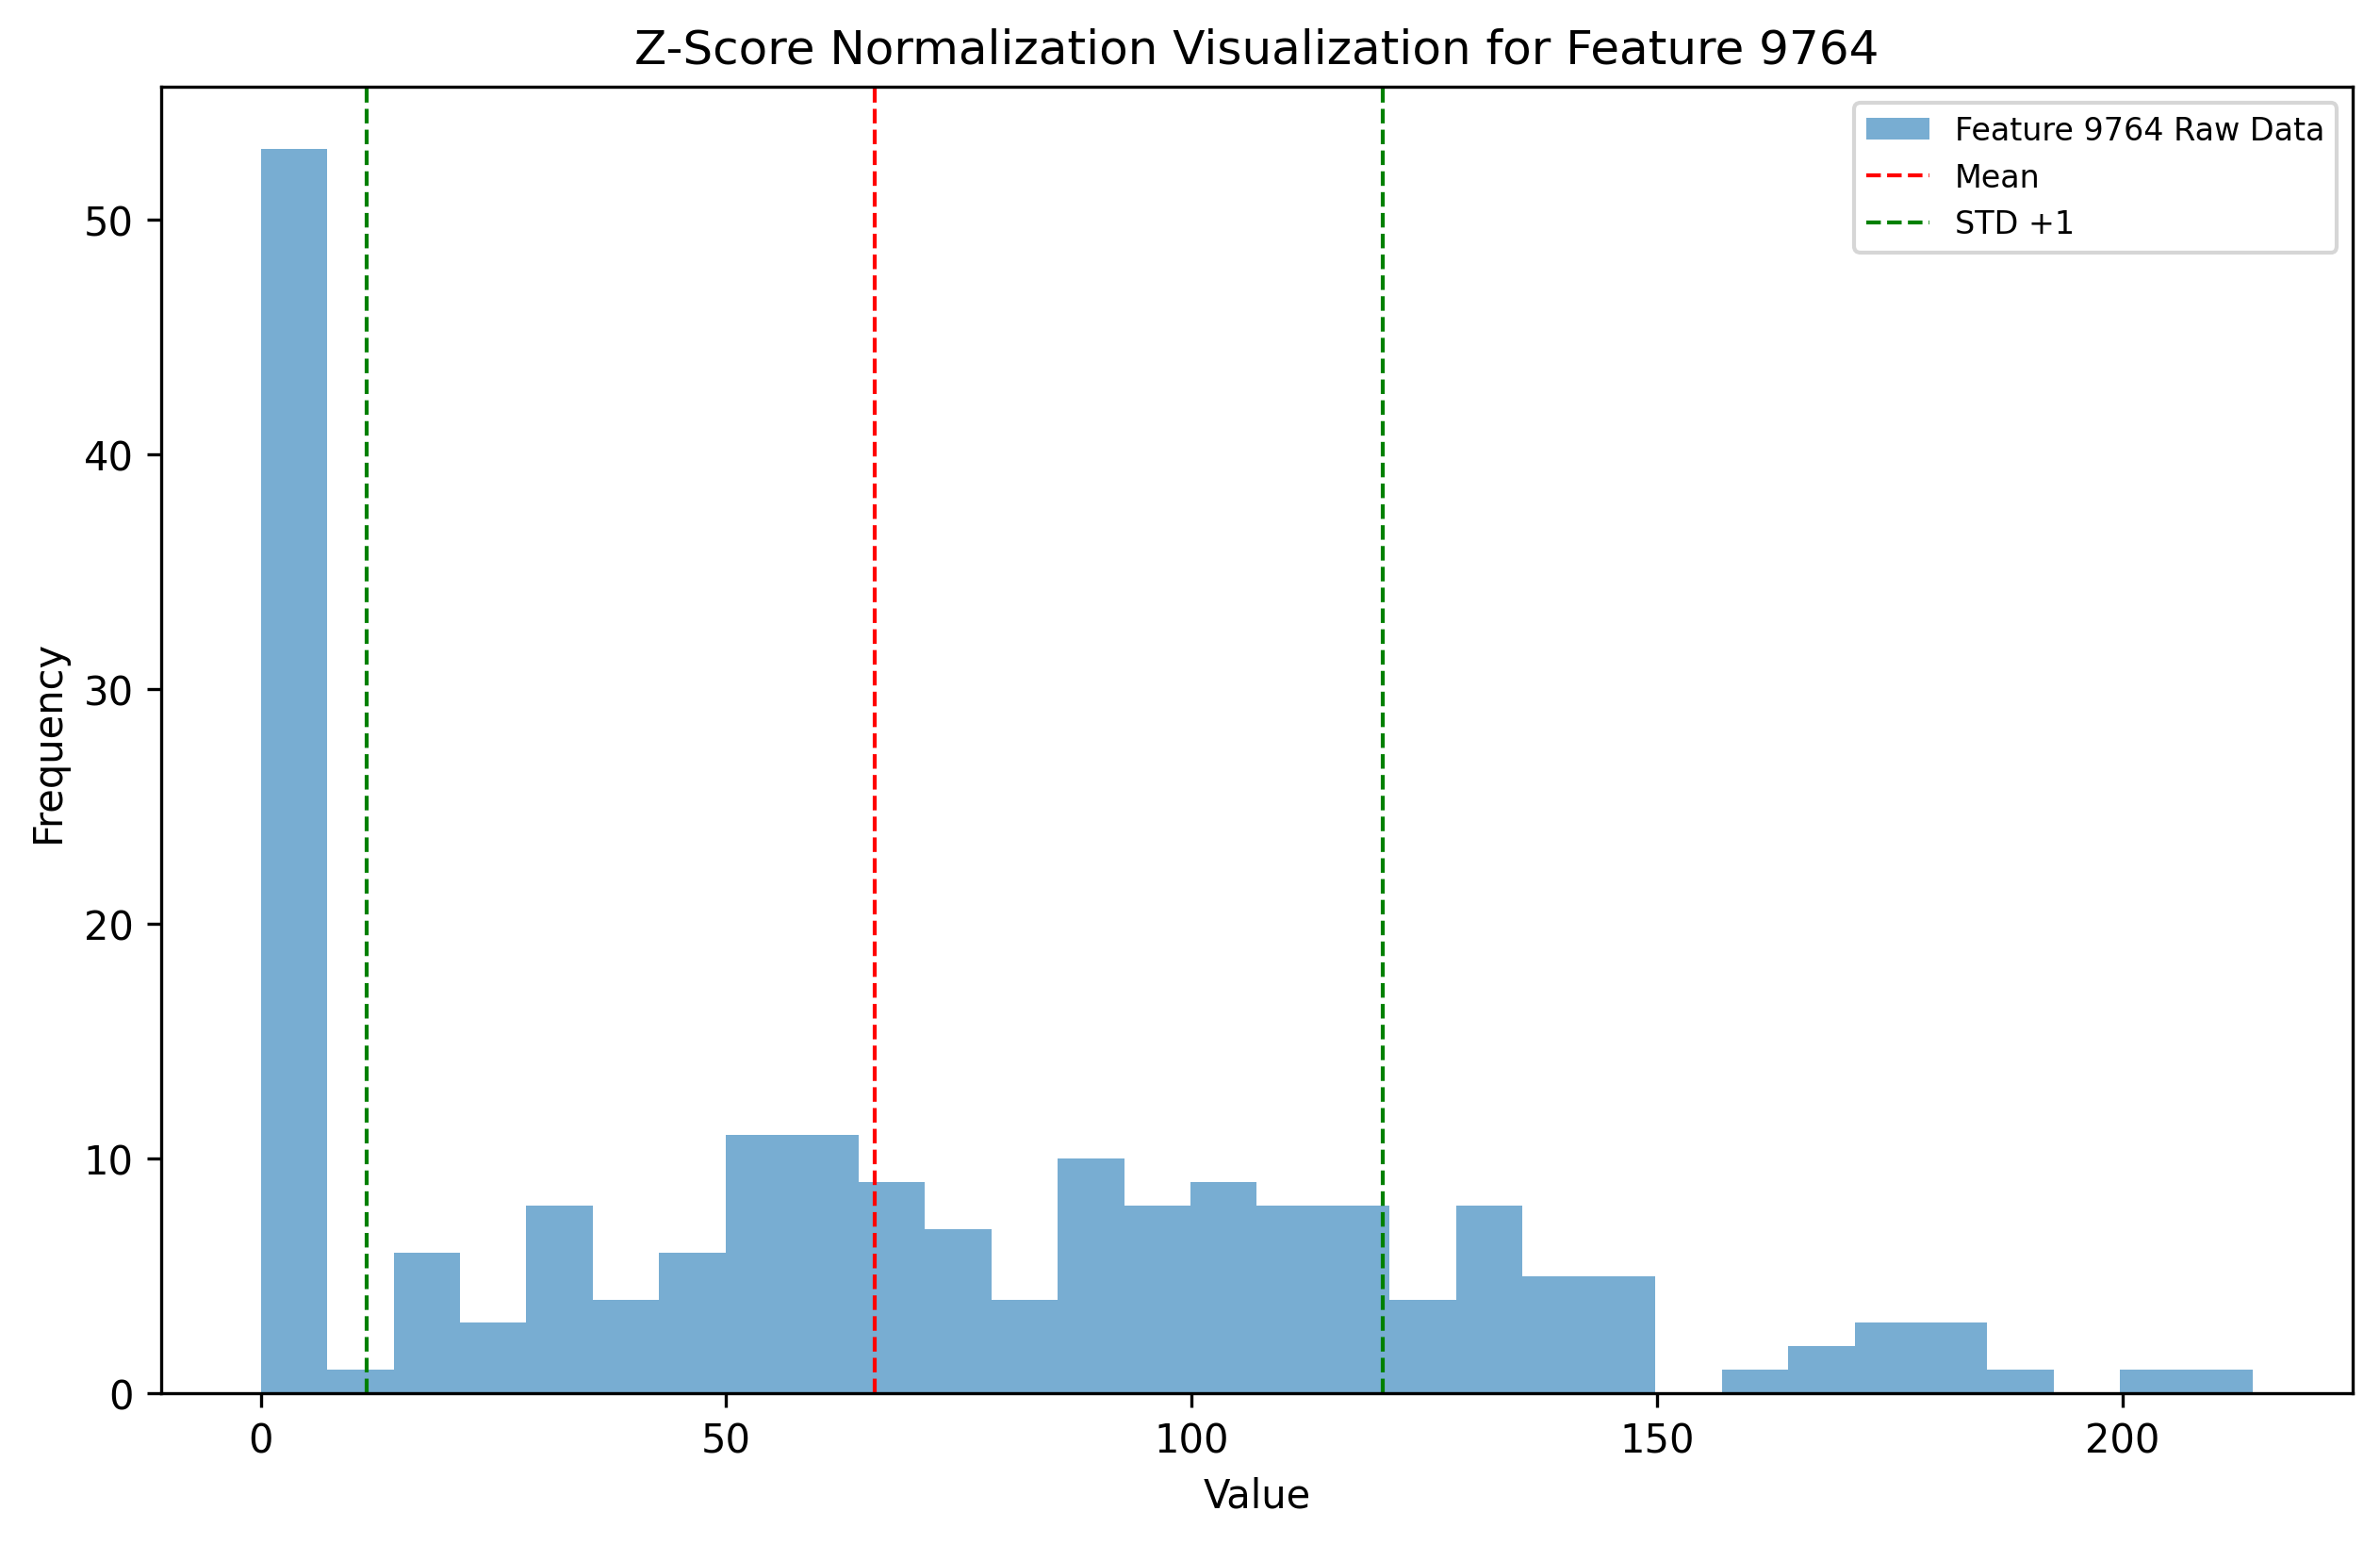 Z-Score Normalization Visualization for Feature 9764
Feature 9764 Raw Data
Mean
STD +1
50
40
30
20
10
0
Frequency
0 50 100 150 200
Value